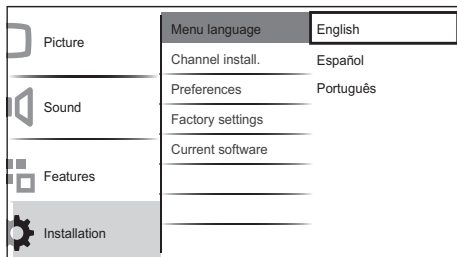 Picture
Sound
Features
Installation
Menu language
Channel install.
Preferences
Factory settings
Current software
English
Español
Português